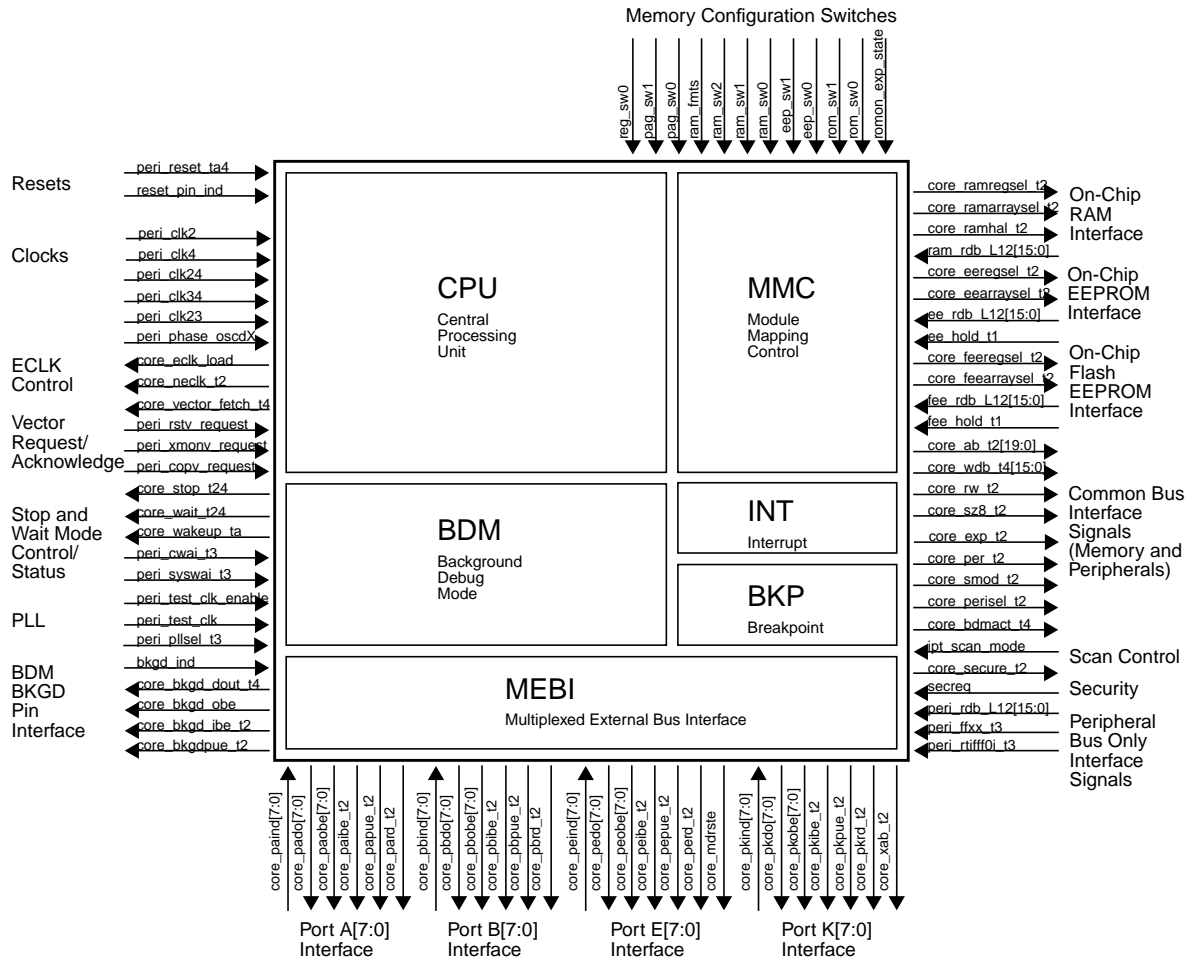 Memory Configuration Switches
reg_sw0
pag_sw1
pag_sw0
ram_fmts
ram_sw2
ram_sw1
ram_sw0
eep_sw1
eep_sw0
rom_sw1
rom_sw0
romon_exp_state
Resets
peri_reset_ta4
reset_pin_ind
Clocks
peri_clk2
peri_clk4
peri_clk24
peri_clk34
peri_clk23
peri_phase_oscdX
ECLK
Control
core_eclk_load
core_neclk_t2
Vector
Request/
Acknowledge
core_vector_fetch_t4
peri_rstv_request
peri_xmonv_request
peri_copv_request
Stop and
Wait Mode
Control/
Status
core_stop_t24
core_wait_t24
core_wakeup_ta
peri_cwai_t3
peri_syswai_t3
PLL
peri_test_clk_enable
peri_test_clk
peri_pllsel_t3
BDM
BKGD
Pin
Interface
bkgd_ind
core_bkgd_dout_t4
core_bkgd_obe
core_bkgd_ibe_t2
core_bkgdpue_t2
CPU
Central
Processing
Unit
MMC
Module
Mapping
Control
BDM
Background
Debug
Mode
INT
Interrupt
BKP
Breakpoint
MEBI
Multiplexed External Bus Interface
core_ramregsel_t2
core_ramarraysel_t2
core_ramhal_t2
ram_rdb_L12[15:0]
On-Chip
RAM
Interface
core_eeregsel_t2
core_eearraysel_t2
ee_rdb_L12[15:0]
ee_hold_t1
On-Chip
EEPROM
Interface
core_feeregsel_t2
core_feearraysel_t2
fee_rdb_L12[15:0]
fee_hold_t1
On-Chip
Flash
EEPROM
Interface
core_ab_t2[19:0]
core_wdb_t4[15:0]
core_rw_t2
core_sz8_t2
core_exp_t2
core_per_t2
core_smod_t2
core_perisel_t2
core_bdmact_t4
Common Bus
Interface
Signals
(Memory and
Peripherals)
ipt_scan_mode
Scan Control
core_secure_t2
secreq
Security
peri_rdb_L12[15:0]
peri_ffxx_t3
peri_rtifff0i_t3
Peripheral
Bus Only
Interface
Signals
core_paind[7:0]
core_pado[7:0]
core_paobe[7:0]
core_paibe_t2
core_papue_t2
core_pard_t2
Port A[7:0]
Interface
core_pbind[7:0]
core_pbdo[7:0]
core_pbobe[7:0]
core_pbibe_t2
core_pbpue_t2
core_pbrd_t2
Port B[7:0]
Interface
core_peind[7:0]
core_pedo[7:0]
core_peobe[7:0]
core_peibe_t2
core_pepue_t2
core_perd_t2
core_mdrste
Port E[7:0]
Interface
core_pkind[7:0]
core_pkdo[7:0]
core_pkobe[7:0]
core_pkibe_t2
core_pkpue_t2
core_pkrd_t2
core_xab_t2
Port K[7:0]
Interface